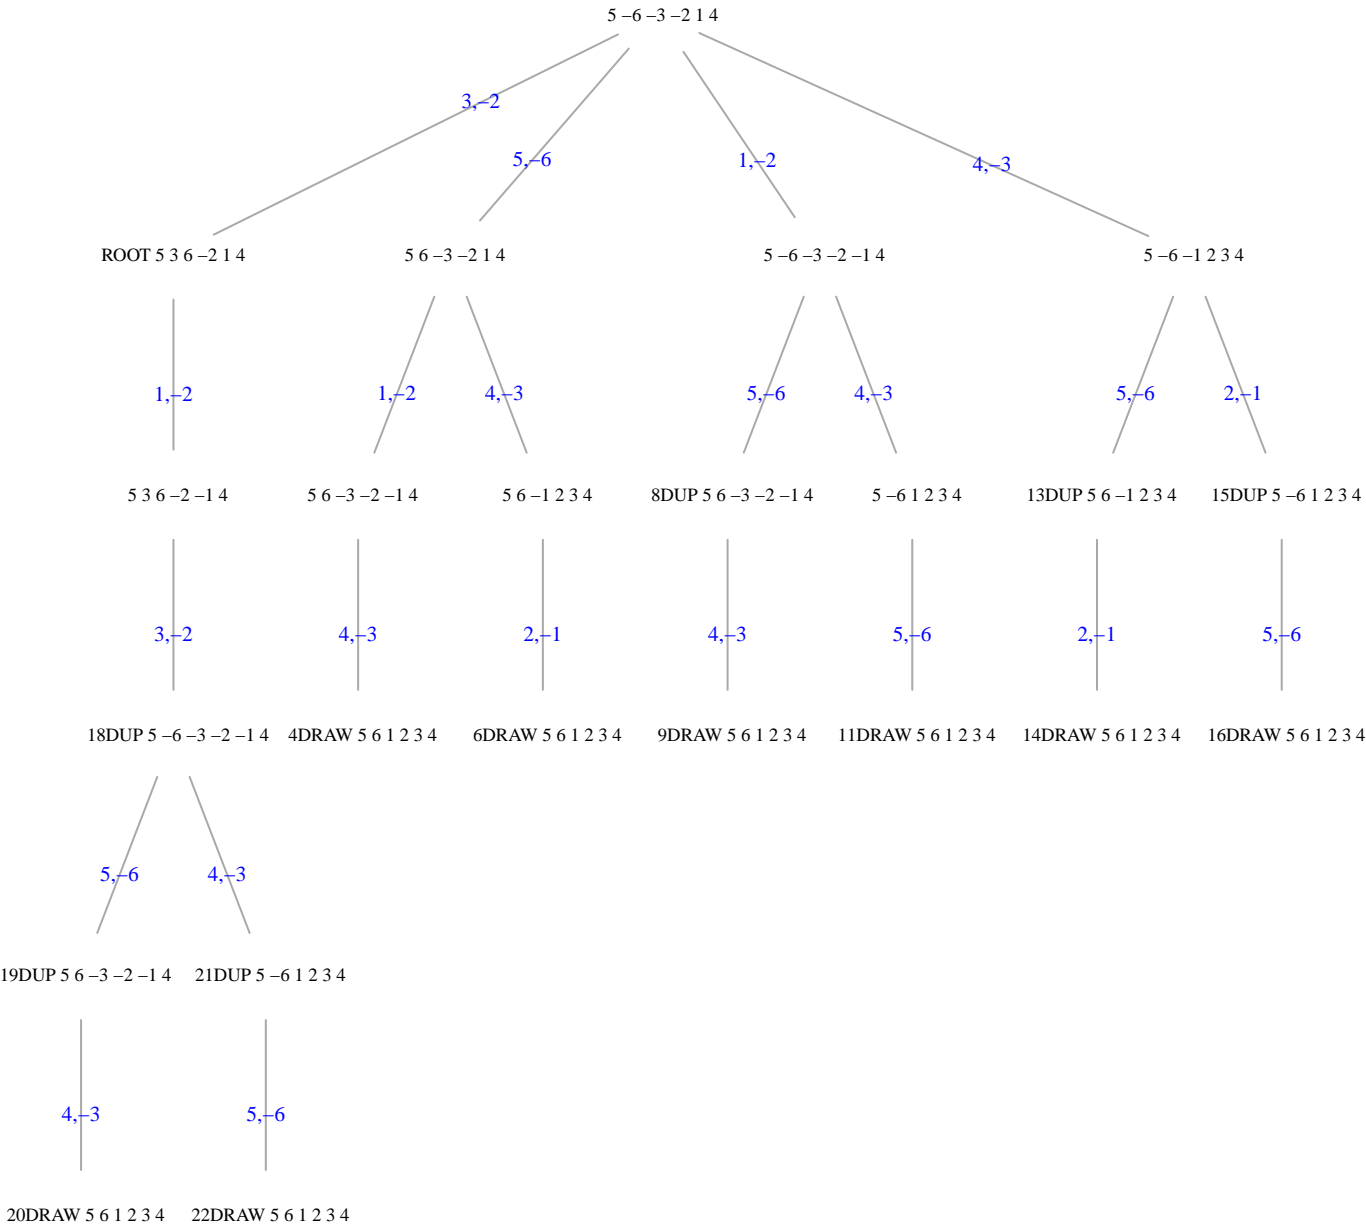 5 –6 –3 –2 1 4
3,–2
5,–6
1,–2
4,–3
ROOT 5 3 6 –2 1 4
5 6 –3 –2 1 4
5 –6 –3 –2 –1 4
5 –6 –1 2 3 4
1,–2
1,–2
4,–3
5,–6
4,–3
5,–6
2,–1
5 3 6 –2 –1 4
5 6 –3 –2 –1 4
5 6 –1 2 3 4
8DUP 5 6 –3 –2 –1 4
5 –6 1 2 3 4
13DUP 5 6 –1 2 3 4
15DUP 5 –6 1 2 3 4
3,–2
4,–3
2,–1
4,–3
5,–6
2,–1
5,–6
18DUP 5 –6 –3 –2 –1 4
4DRAW 5 6 1 2 3 4
6DRAW 5 6 1 2 3 4
9DRAW 5 6 1 2 3 4
11DRAW 5 6 1 2 3 4
14DRAW 5 6 1 2 3 4
16DRAW 5 6 1 2 3 4
5,–6
4,–3
19DUP 5 6 –3 –2 –1 4
21DUP 5 –6 1 2 3 4
4,–3
5,–6
20DRAW 5 6 1 2 3 4
22DRAW 5 6 1 2 3 4